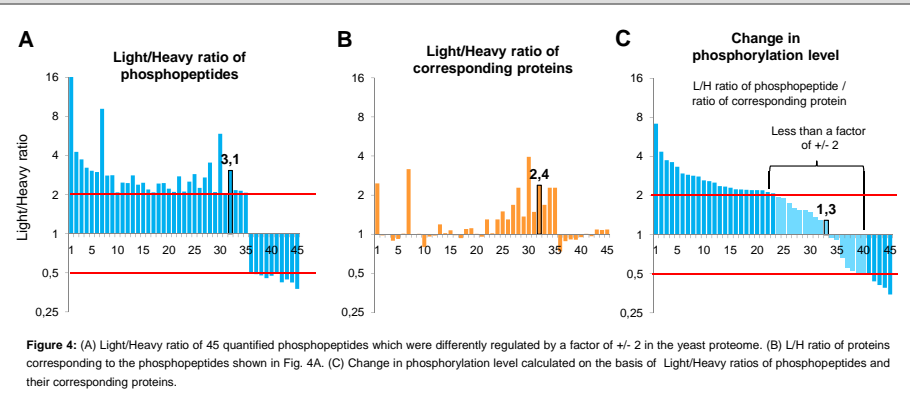 A
Light/Heavy ratio of
phosphopeptides
Light/Heavy ratio
16
8
4
2
1
0,5
0,25
3,1
1 5 10 15 20 25 30 35 40 45
B
Light/Heavy ratio of
corresponding proteins
16
8
4
2
1
0,5
0,25
2,4
1 5 10 15 20 25 30 35 40 45
C
Change in
phosphorylation level
L/H ratio of phosphopeptide /
ratio of corresponding protein
Less than a factor
of +/- 2
16
8
4
2
1
0,5
0,25
1,3
1 5 10 15 20 25 30 35 40 45
Figure 4: (A) Light/Heavy ratio of 45 quantified phosphopeptides which were differently regulated by a factor of +/- 2 in the yeast proteome. (B) L/H ratio of proteins
corresponding to the phosphopeptides shown in Fig. 4A. (C) Change in phosphorylation level calculated on the basis of Light/Heavy ratios of phosphopeptides and
their corresponding proteins.